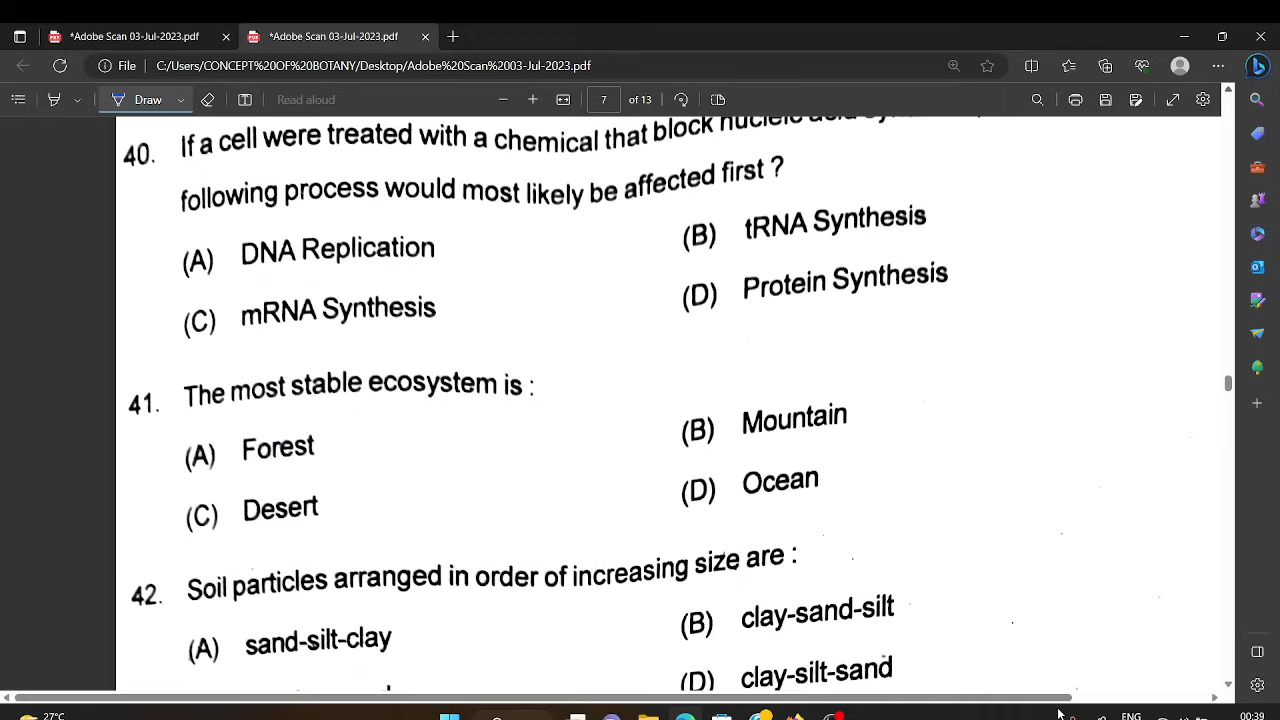 *Adobe Scan 03-Jul-2023.pdf
*Adobe Scan 03-Jul-2023.pdf
File C:/Users/CONCEPT%20OF%20BOTANY/Desktop/Adobe%20Scan%2003-Jul-2023.pdf
Draw Read aloud 7 of 13
40. If a cell were treated with a chemical that block nucleic acid
following process would most likely be affected first ?
(A) DNA Replication (B) tRNA Synthesis
(C) mRNA Synthesis (D) Protein Synthesis
41. The most stable ecosystem is :
(A) Forest (B) Mountain
(C) Desert (D) Ocean
42. Soil particles arranged in order of increasing size are :
(A) sand-silt-clay (B) clay-sand-silt
(D) clay-silt-sand
27°C 00:39